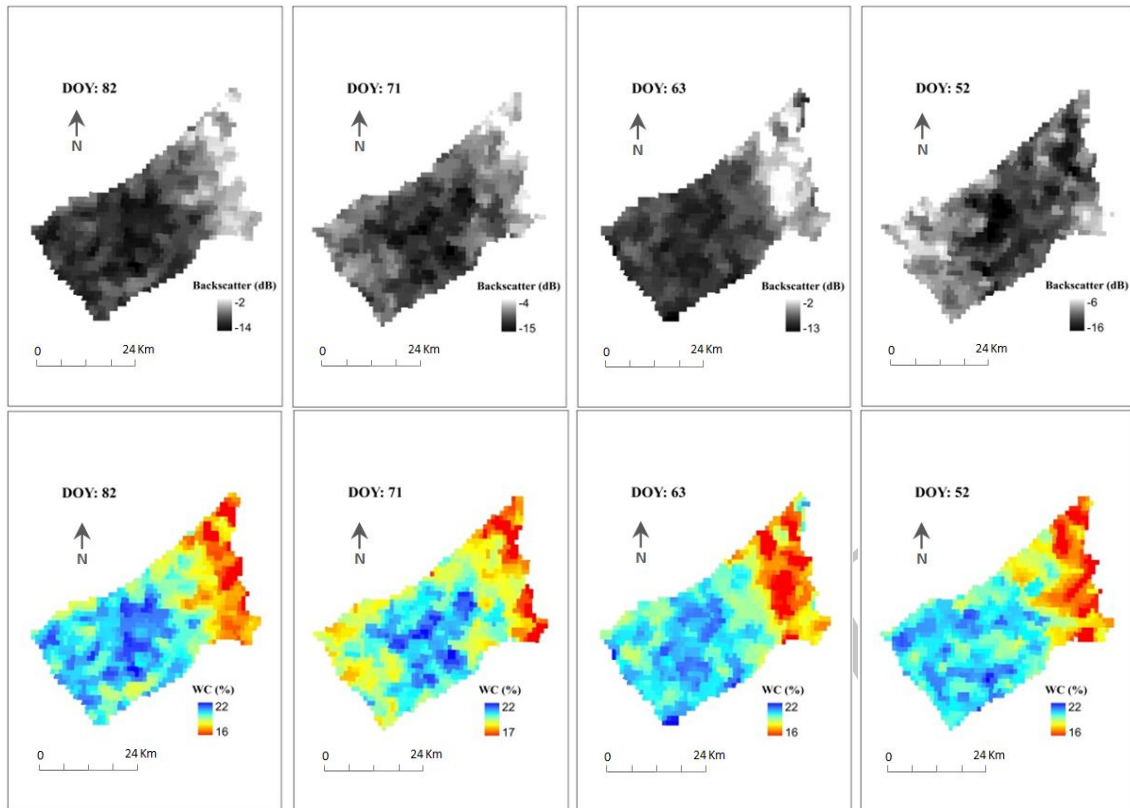 DOY: 82
N
Backscatter (dB)
-2
-14
0 24 Km
DOY: 71
N
Backscatter (dB)
-4
-15
0 24 Km
DOY: 63
N
Backscatter (dB)
-2
-13
0 24 Km
DOY: 52
N
Backscatter (dB)
-6
-16
0 24 Km
DOY: 82
N
WC (%)
22
16
0 24 Km
DOY: 71
N
WC (%)
22
17
0 24 Km
DOY: 63
N
WC (%)
22
16
0 24 Km
DOY: 52
N
WC (%)
22
16
0 24 Km